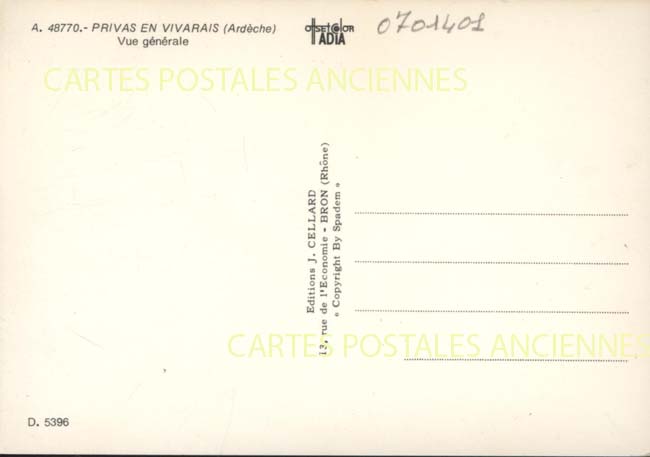 A. 48770.- PRIVAS EN VIVARAIS (Ardèche)
Vue générale
offsetcolor
IADIA
0701401
CARTES POSTALES ANCIENNES
Editions J. CELLARD
13, rue de l'Economie - BRON (Rhône)
« Copyright By Spadem »
CARTES POSTALES ANCIENNES
D. 5396